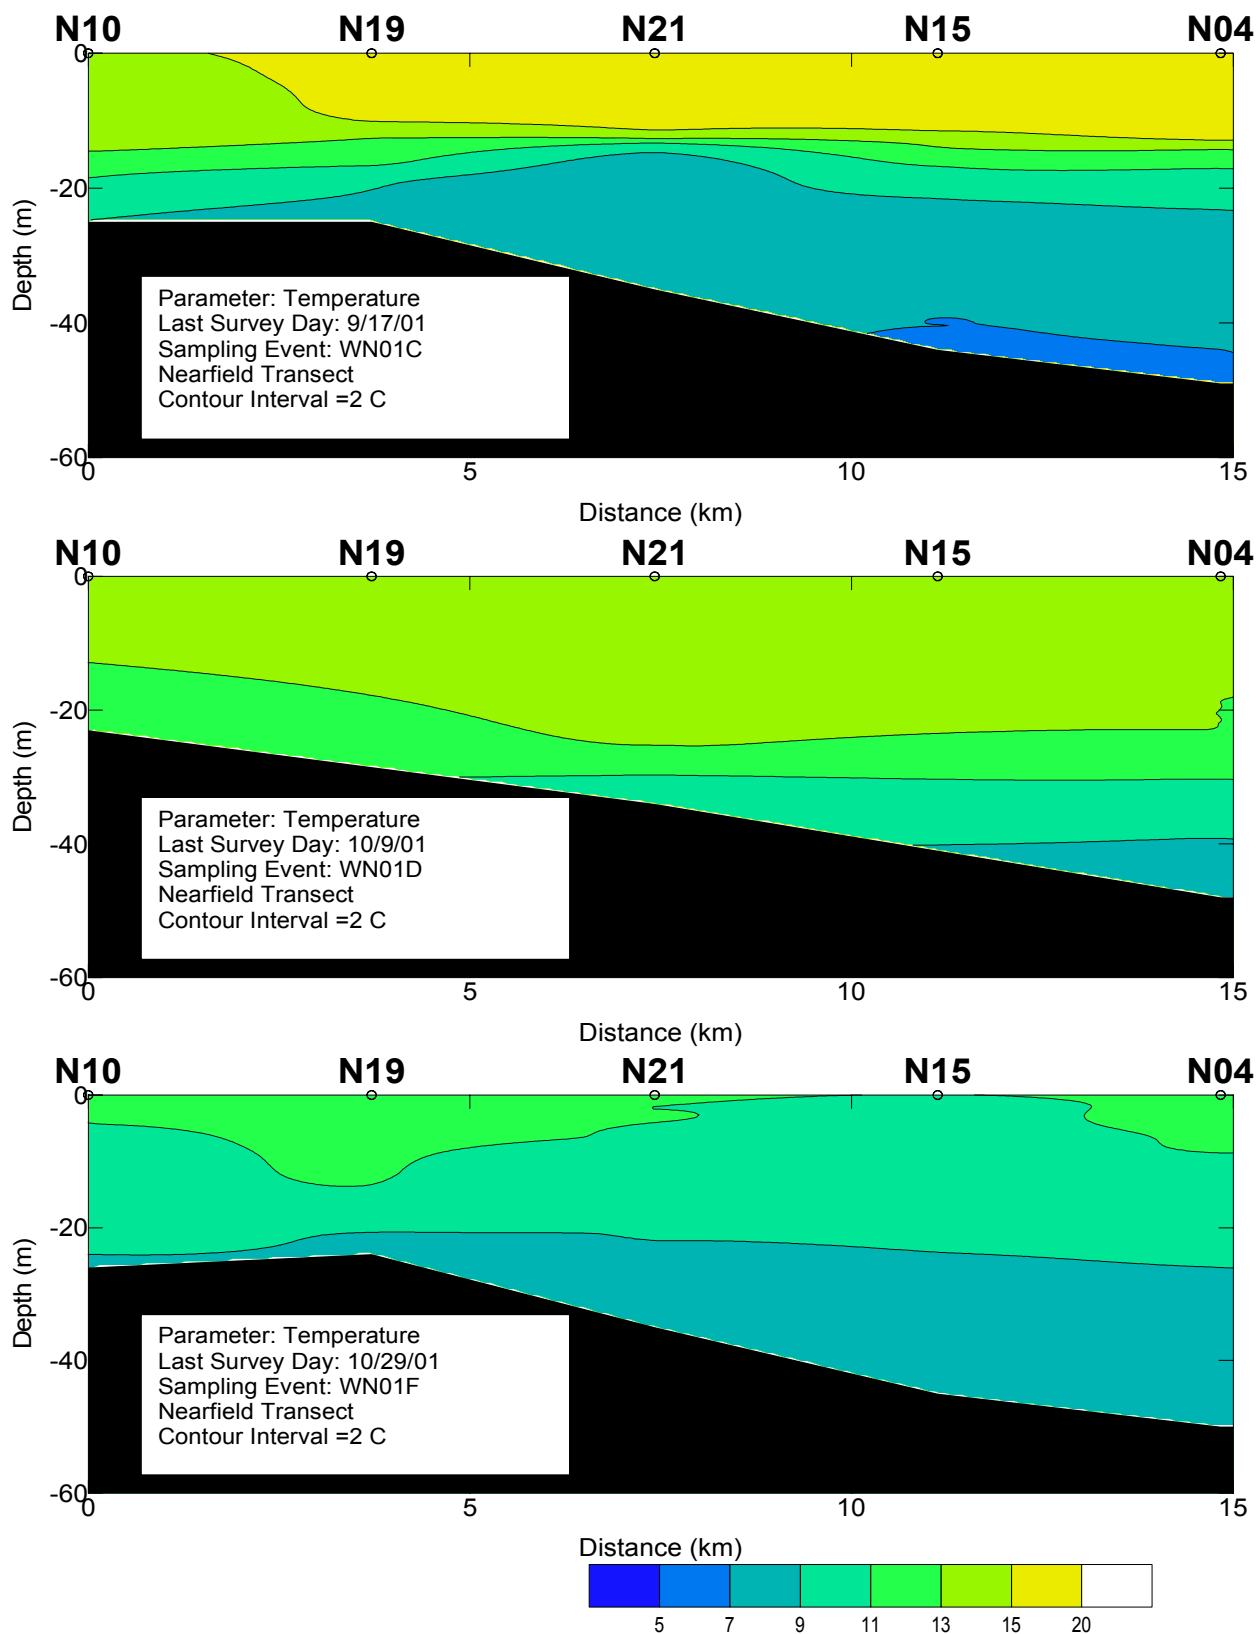 N10 N19 N21 N15 N04
0
-20
-40
-60
Depth (m)
Parameter: Temperature
Last Survey Day: 9/17/01
Sampling Event: WN01C
Nearfield Transect
Contour Interval =2 C
0 5 10 15
Distance (km)
N10 N19 N21 N15 N04
0
-20
-40
-60
Depth (m)
Parameter: Temperature
Last Survey Day: 10/9/01
Sampling Event: WN01D
Nearfield Transect
Contour Interval =2 C
0 5 10 15
Distance (km)
N10 N19 N21 N15 N04
0
-20
-40
-60
Depth (m)
Parameter: Temperature
Last Survey Day: 10/29/01
Sampling Event: WN01F
Nearfield Transect
Contour Interval =2 C
0 5 10 15
Distance (km)
5 7 9 11 13 15 20